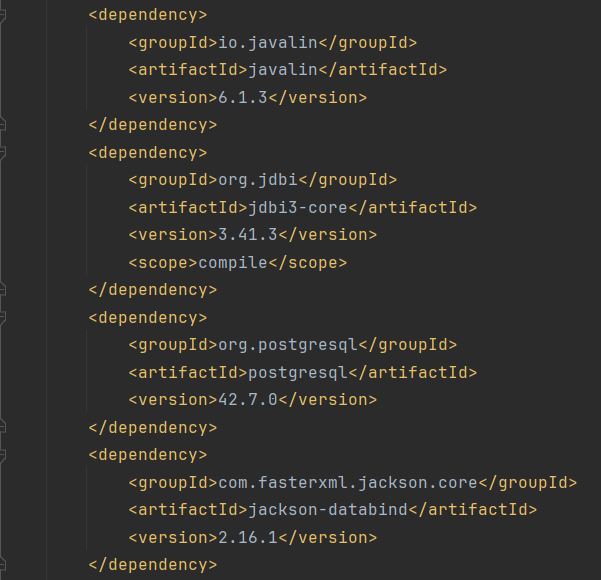 <dependency>
<groupId>io.javalin</groupId>
<artifactId>javalin</artifactId>
<version>6.1.3</version>
</dependency>
<dependency>
<groupId>org.jdbi</groupId>
<artifactId>jdbi3-core</artifactId>
<version>3.41.3</version>
<scope>compile</scope>
</dependency>
<dependency>
<groupId>org.postgresql</groupId>
<artifactId>postgresql</artifactId>
<version>42.7.0</version>
</dependency>
<dependency>
<groupId>com.fasterxml.jackson.core</groupId>
<artifactId>jackson-databind</artifactId>
<version>2.16.1</version>
</dependency>